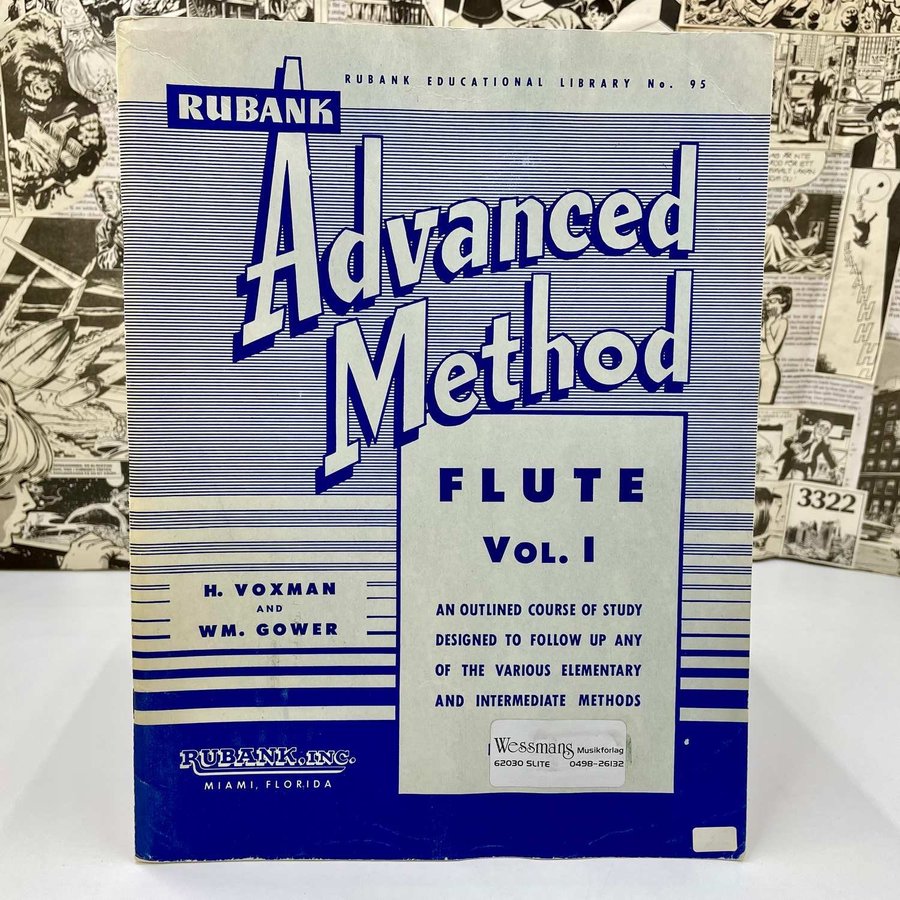 RUBANK EDUCATIONAL LIBRARY No. 95
RUBANK
Advanced
Method
FLUTE
VOL. I
H. VOXMAN
AND
WM. GOWER
AN OUTLINED COURSE OF STUDY
DESIGNED TO FOLLOW UP ANY
OF THE VARIOUS ELEMENTARY
AND INTERMEDIATE METHODS
Wessmans Musikförlag
62030 SLITE 0498-26132
RUBANK, INC.
MIAMI, FLORIDA
3322